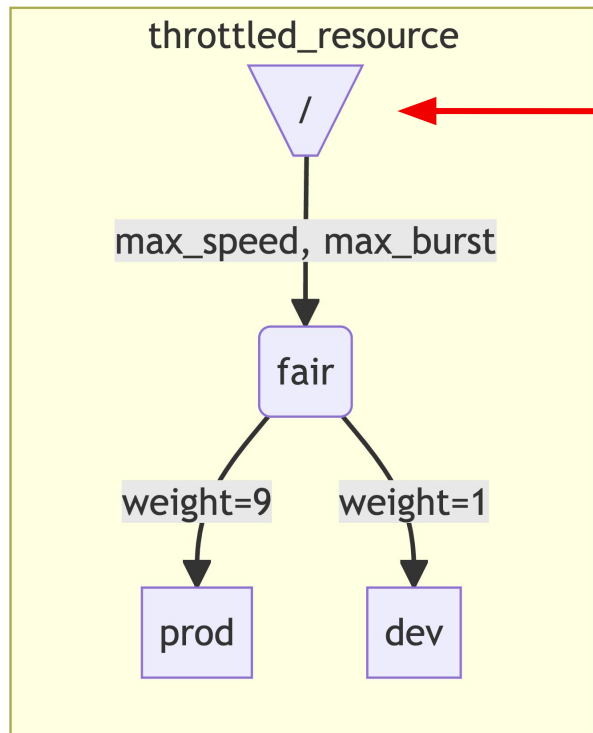 throttled_resource
/
max_speed, max_burst
fair
weight=9 weight=1
prod dev